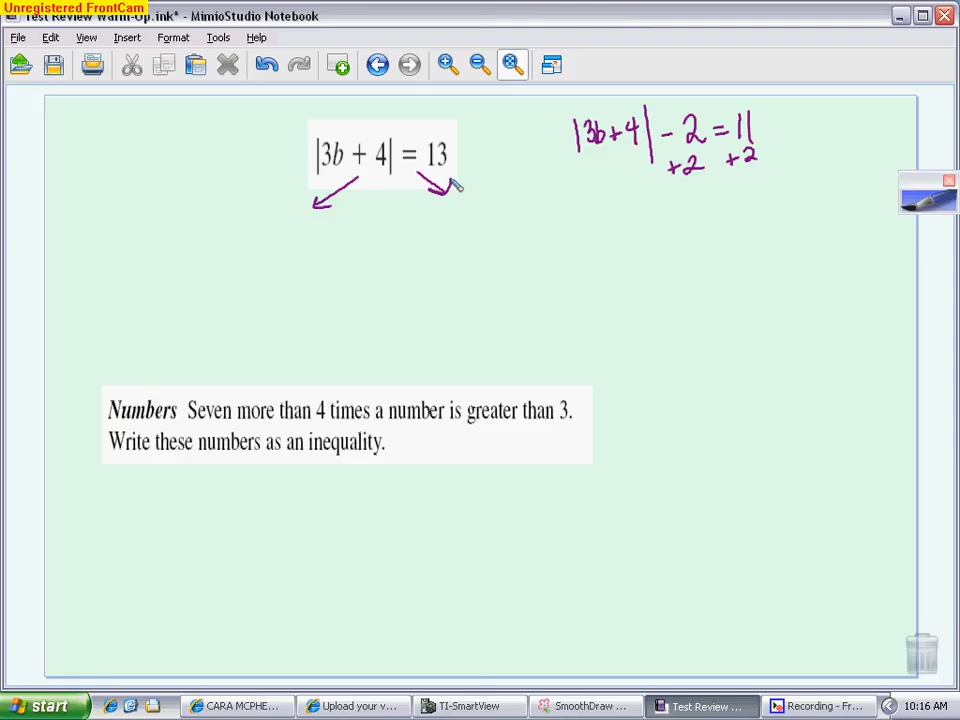 Unregistered FrontCam
Test Review Warm-Up.ink* - MimioStudio Notebook
File Edit View Insert Format Tools Help
|3b + 4| = 13
|3b+4| - 2 = 11
+2 +2
Numbers Seven more than 4 times a number is greater than 3.
Write these numbers as an inequality.
start
CARA MCPHE...
Upload your v...
TI-SmartView
SmoothDraw ...
Test Review ...
Recording - Fr...
10:16 AM